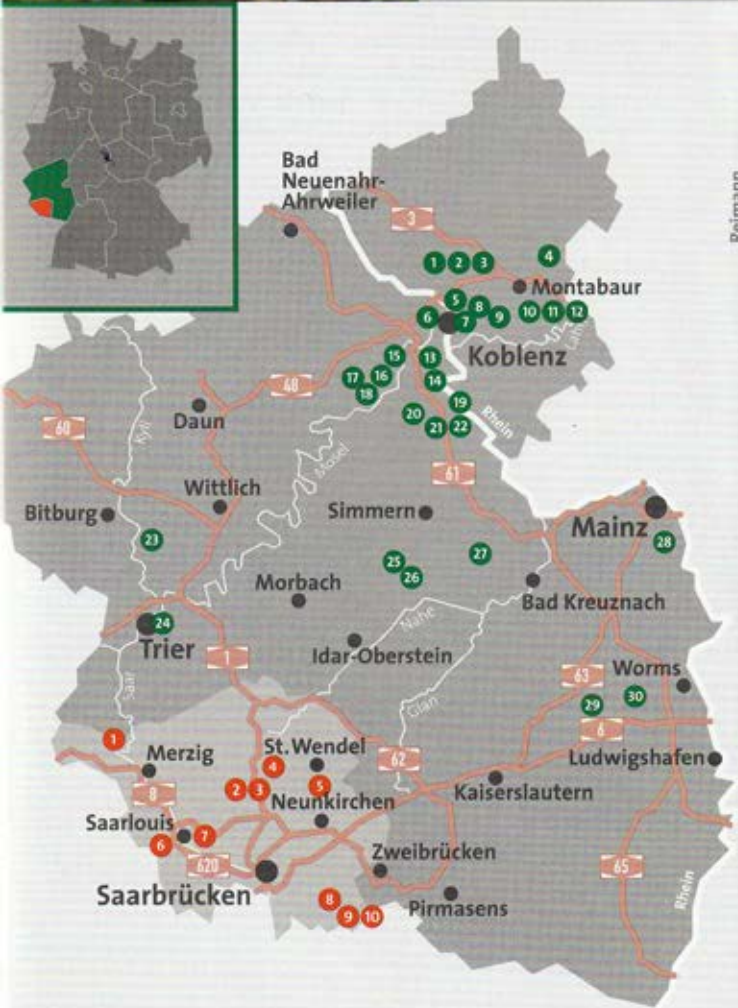 Reimann
Bad
Neuenahr-
Ahrweiler
3
1 2 3 4
Montabaur
5
6 7 8 9 10 11 12
Lahn
Koblenz
13
14
15
16
17
18
48
19
20
21 22
Rhein
Daun
60
Kyll
Mosel
61
Wittlich
Bitburg
Simmern
Mainz
28
23
25
26
27
Morbach
Bad Kreuznach
Nahe
24
Trier
Idar-Oberstein
1
Saar
Glan
63
Worms
29
30
6
1
Merzig
St. Wendel
4
62
Ludwigshafen
8
2 3
5
Neunkirchen
Kaiserslautern
Saarlouis
6
7
620
Saarbrücken
Zweibrücken
65
8
9 10
Pirmasens
Rhein